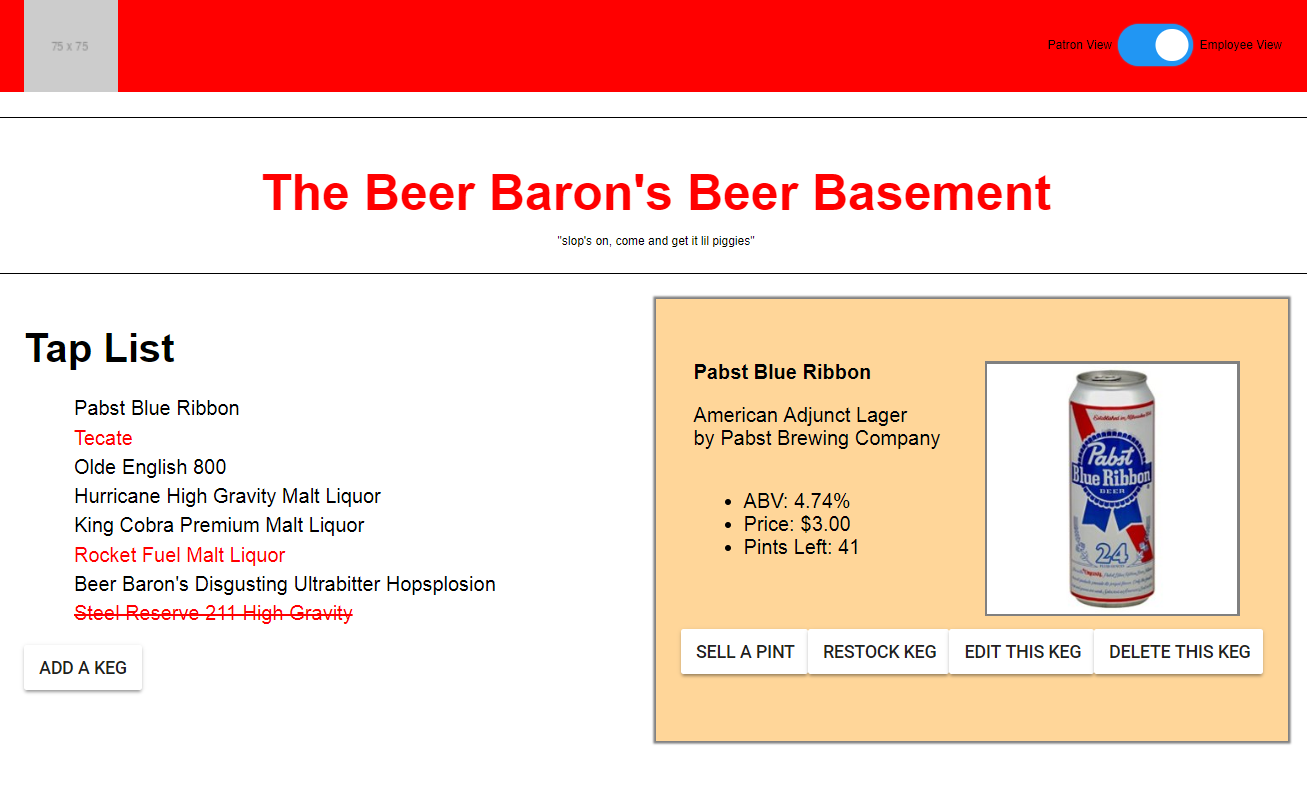 75 x 75
Patron View
Employee View
The Beer Baron's Beer Basement
"slop's on, come and get it lil piggies"
Tap List
Pabst Blue Ribbon
Tecate
Olde English 800
Hurricane High Gravity Malt Liquor
King Cobra Premium Malt Liquor
Rocket Fuel Malt Liquor
Beer Baron's Disgusting Ultrabitter Hopsplosion
Steel Reserve 211 High Gravity
ADD A KEG
Pabst Blue Ribbon
American Adjunct Lager
by Pabst Brewing Company
ABV: 4.74%
Price: $3.00
Pints Left: 41
Pabst
Blue Ribbon
BEER
24
SELL A PINT
RESTOCK KEG
EDIT THIS KEG
DELETE THIS KEG